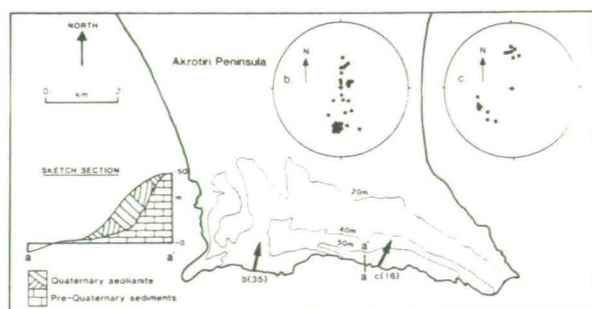 NORTH
Akrotiri Peninsula
b.
N
c.
N
0 2
km
SKETCH SECTION
50
m
0
a a'
Quaternary aeolianite
Pre-Quaternary sediments
20m
40m
50m
a'
a
b(35)
c(16)